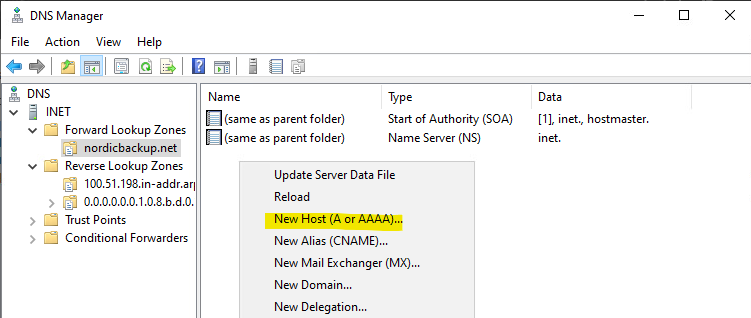 DNS Manager
File Action View Help
DNS
INET
Forward Lookup Zones
nordicbackup.net
Reverse Lookup Zones
100.51.198.in-addr.arp
0.0.0.0.0.0.1.0.8.b.d.0.
Trust Points
Conditional Forwarders
Name Type Data
(same as parent folder) Start of Authority (SOA) [1], inet., hostmaster.
(same as parent folder) Name Server (NS) inet.
Update Server Data File
Reload
New Host (A or AAAA)...
New Alias (CNAME)...
New Mail Exchanger (MX)...
New Domain...
New Delegation...